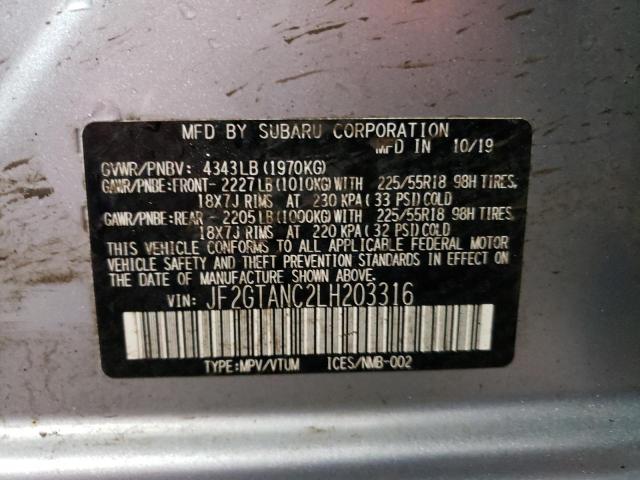 MFD BY SUBARU CORPORATION
MFD IN 10/19
GVWR/PNBV: 4343LB (1970KG)
GAWR/PNBE:FRONT-2227LB(1010KG)WITH 225/55R18 98H TIRES,
18X7J RIMS AT 230 KPA(33 PSI)COLD
GAWR/PNBE:REAR -2205LB(1000KG)WITH 225/55R18 98H TIRES,
18X7J RIMS AT 220 KPA(32 PSI)COLD
THIS VEHICLE CONFORMS TO ALL APPLICABLE FEDERAL MOTOR
VEHICLE SAFETY AND THEFT PREVENTION STANDARDS IN EFFECT ON
THE DATE OF MANUFACTURE SHOWN ABOVE.
VIN: JF2GTANC2LH203316
TYPE:MPV/VTUM ICES/NMB-002